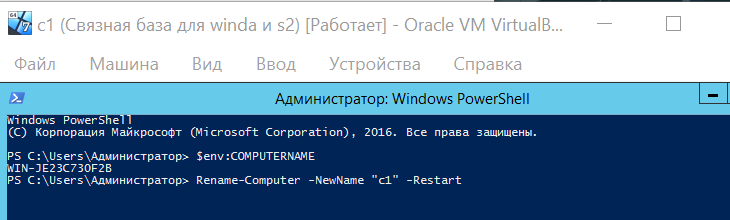 c1 (Связная база для winda и s2) [Работает] - Oracle VM VirtualB...
Файл Машина Вид Ввод Устройства Справка
Администратор: Windows PowerShell
Windows PowerShell
(C) Корпорация Майкрософт (Microsoft Corporation), 2016. Все права защищены.
PS C:\Users\Администратор> $env:COMPUTERNAME
WIN-JE23C730F2B
PS C:\Users\Администратор> Rename-Computer -NewName "c1" -Restart